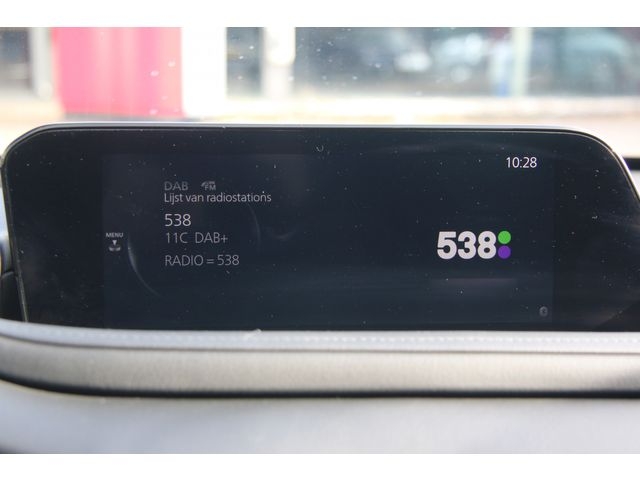 10:28
DAB FM
Lijst van radiostations
538
11C DAB+
RADIO = 538
MENU
538